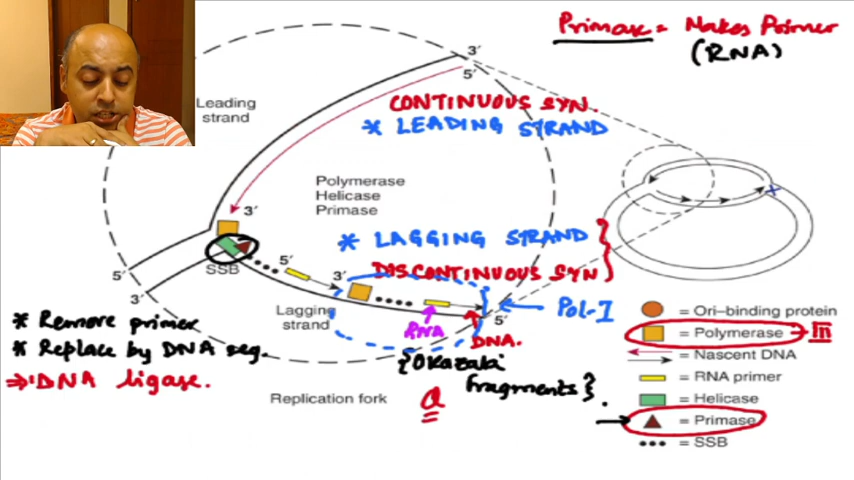 Primase = Makes Primer
(RNA)
3'
5'
Leading
strand
CONTINUOUS SYN.
* LEADING STRAND
Polymerase
Helicase
Primase
3'
* LAGGING STRAND
DISCONTINUOUS SYN
SSB
5'
3'
5'
3'
Lagging
strand
RNA
DNA.
5'
Pol-I
* Remove primer
* Replace by DNA seq.
⇒ DNA ligase.
{Okazaki
fragments}.
Replication fork
Q
= Ori–binding protein
= Polymerase → III
= Nascent DNA
= RNA primer
= Helicase
= Primase
= SSB